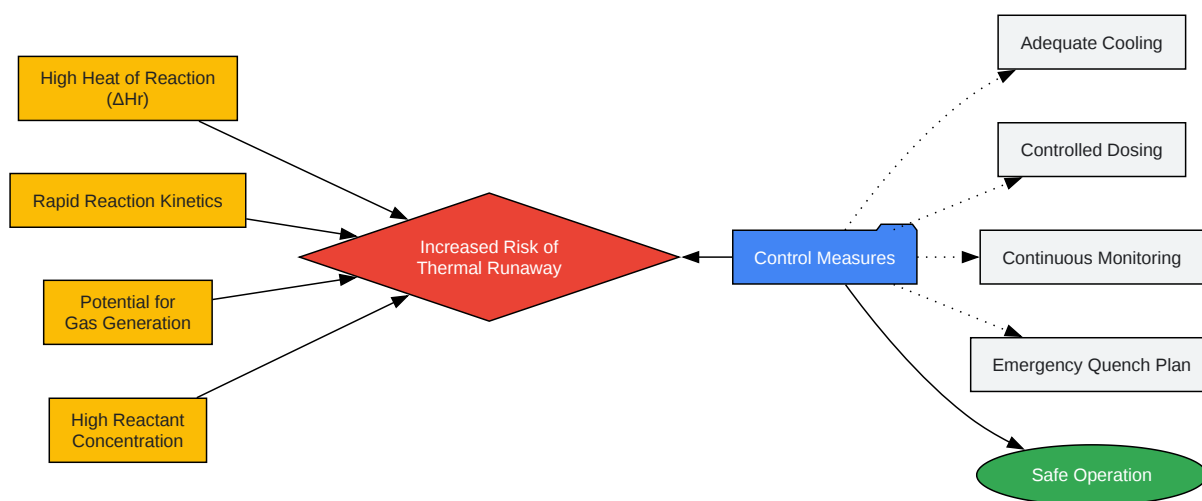 High Heat of Reaction
(ΔHr)
Rapid Reaction Kinetics
Potential for
Gas Generation
High Reactant
Concentration
Increased Risk of
Thermal Runaway
Control Measures
Adequate Cooling
Controlled Dosing
Continuous Monitoring
Emergency Quench Plan
Safe Operation